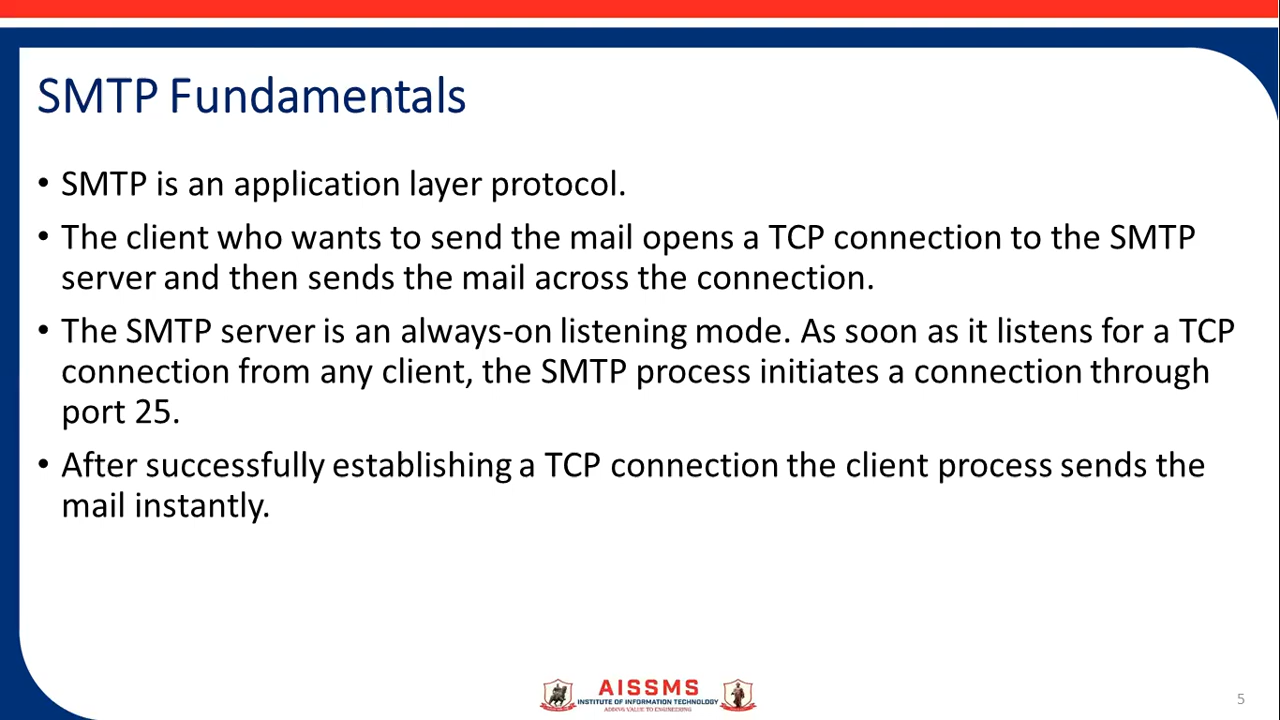 SMTP Fundamentals
• SMTP is an application layer protocol.
• The client who wants to send the mail opens a TCP connection to the SMTP
server and then sends the mail across the connection.
• The SMTP server is an always-on listening mode. As soon as it listens for a TCP
connection from any client, the SMTP process initiates a connection through
port 25.
• After successfully establishing a TCP connection the client process sends the
mail instantly.
AISSMS
INSTITUTE OF INFORMATION TECHNOLOGY
ADDING VALUE TO ENGINEERING
5